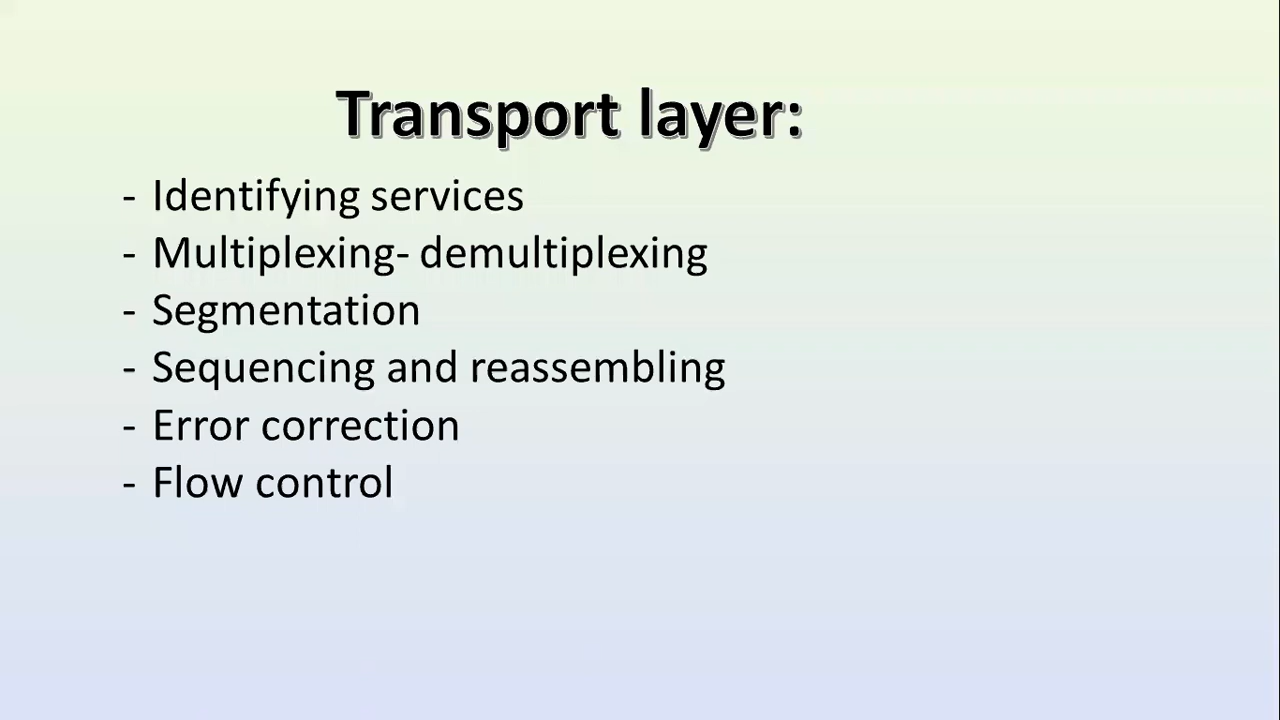 Transport layer:
- Identifying services
- Multiplexing- demultiplexing
- Segmentation
- Sequencing and reassembling
- Error correction
- Flow control